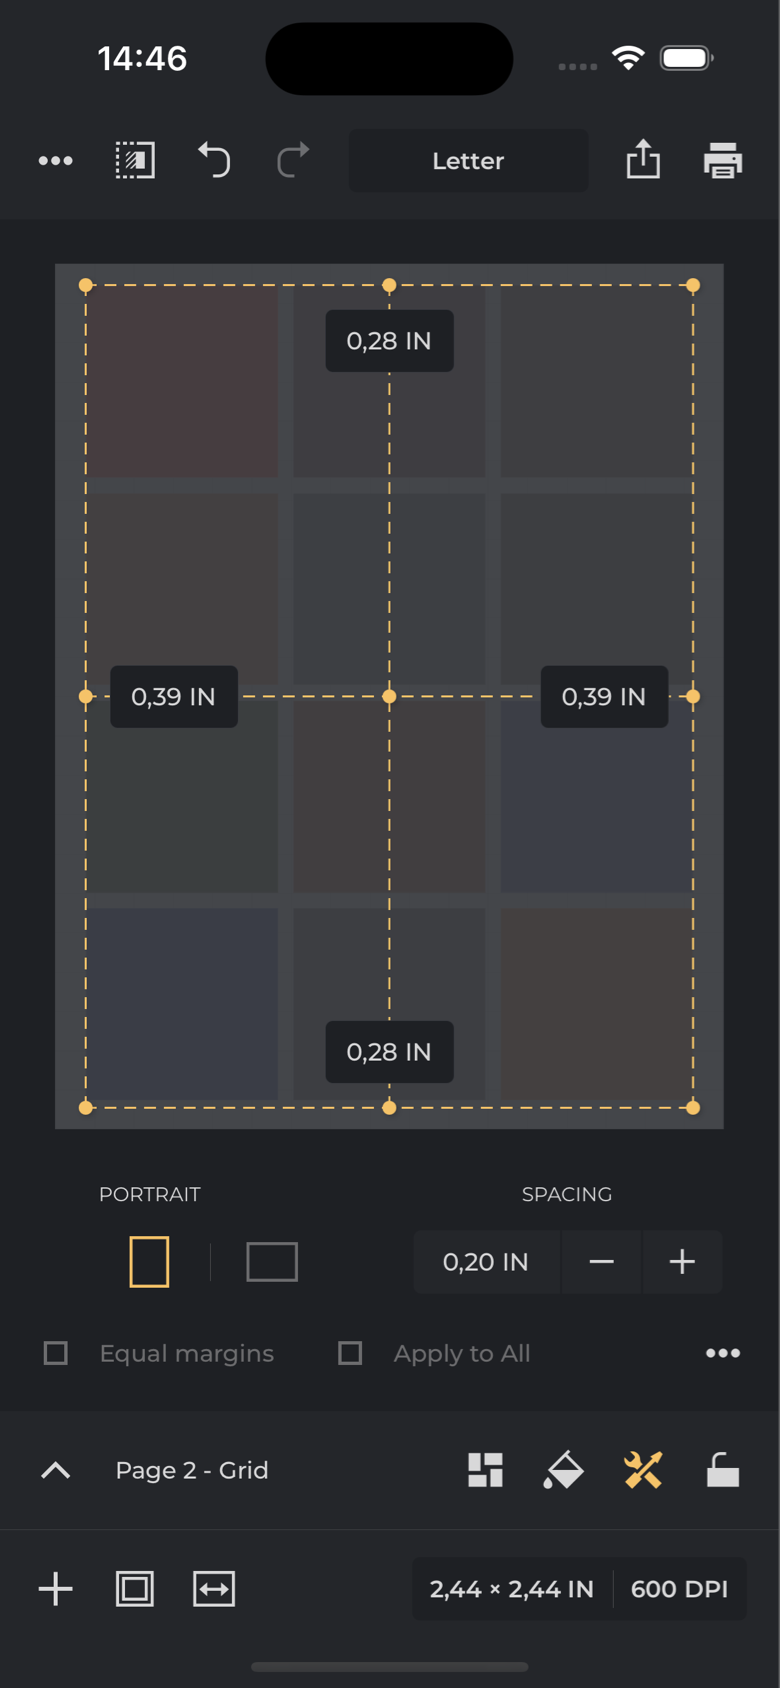 14:46
Letter
0,28 IN
0,39 IN
0,39 IN
0,28 IN
PORTRAIT
SPACING
0,20 IN
Equal margins
Apply to All
Page 2 - Grid
2,44 × 2,44 IN
600 DPI